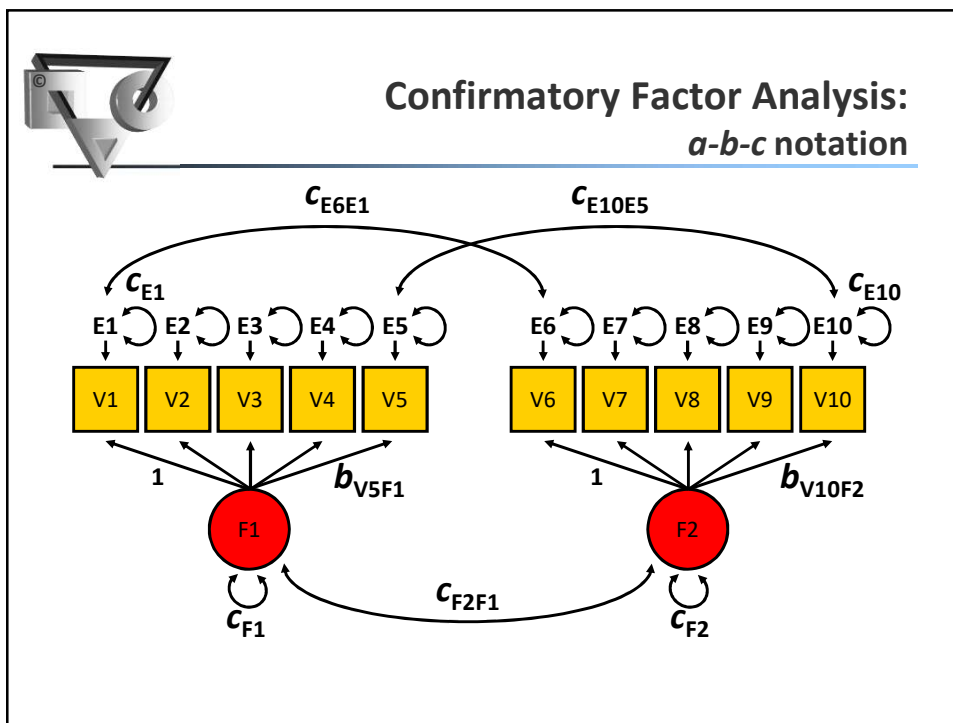 ©
Confirmatory Factor Analysis:
a-b-c notation
cE6E1 cE10E5
cE1 cE10
E1 E2 E3 E4 E5 E6 E7 E8 E9 E10
V1 V2 V3 V4 V5 V6 V7 V8 V9 V10
1 bV5F1 1 bV10F2
F1 F2
cF2F1
cF1 cF2